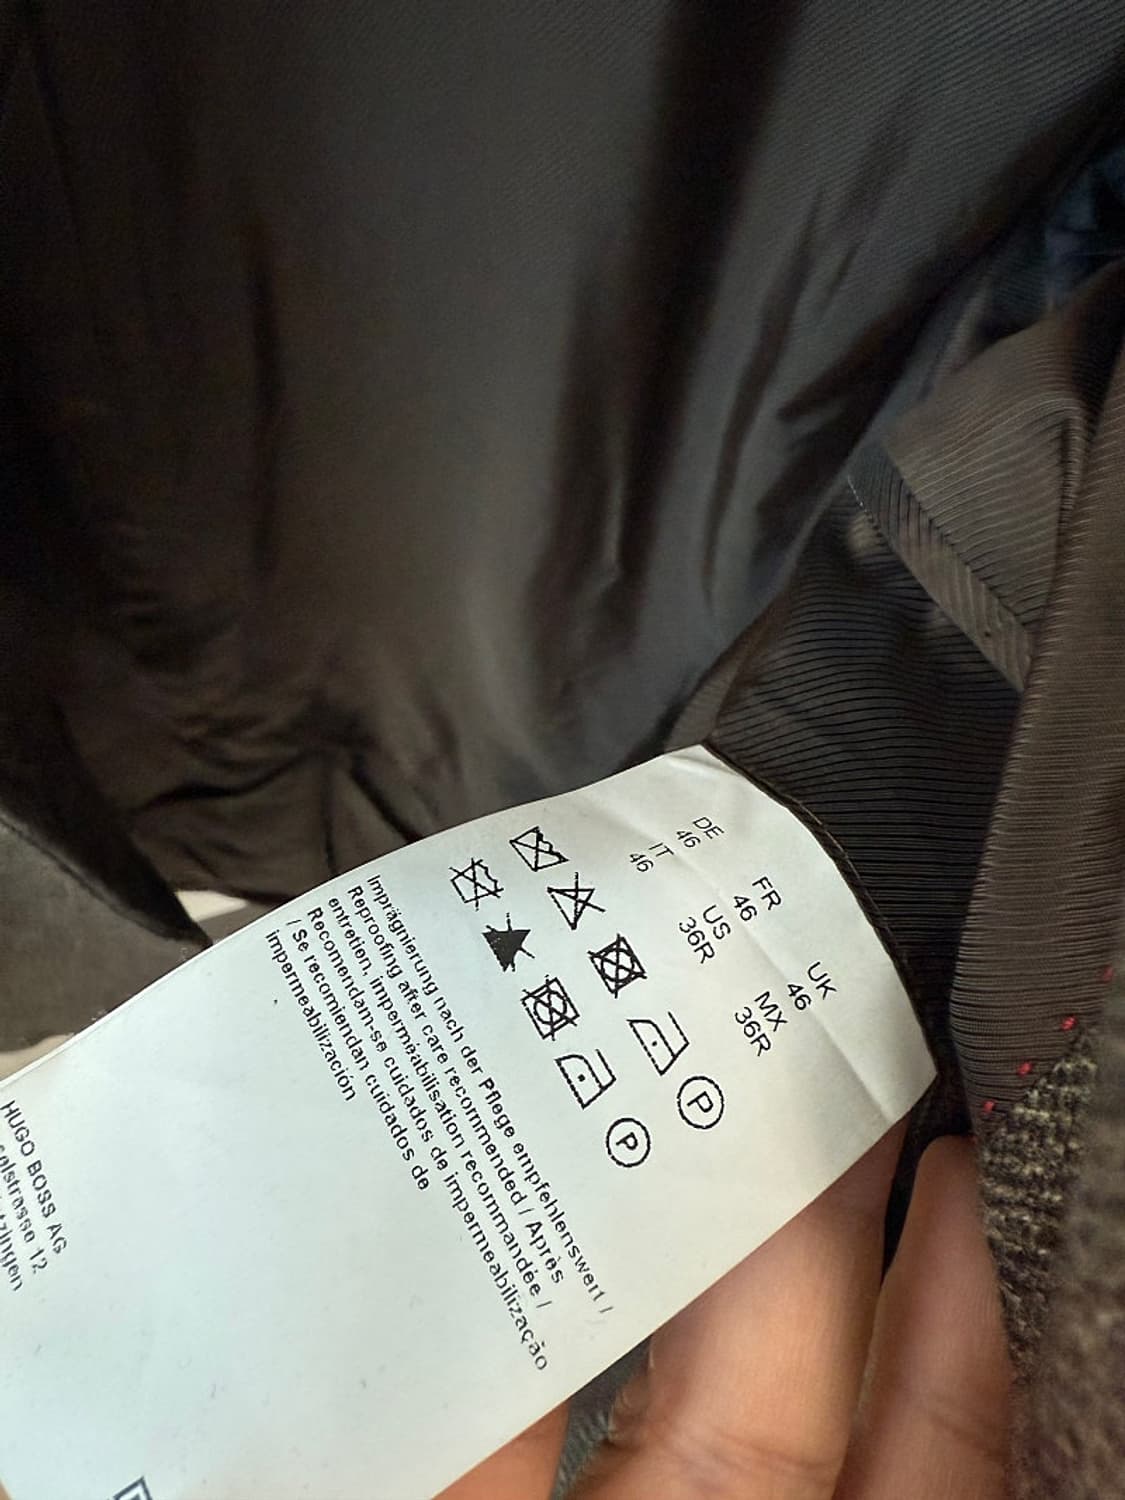 DE FR UK
46 46 46
IT US MX
46 36R 36R
P
P
Imprägnierung nach der Pflege empfehlenswert /
Reproofing after care recommended / Après
entretien, imperméabilisation recommandée /
Recomendam-se cuidados de impermeabilização
/ Se recomiendan cuidados de
impermeabilización
HUGO BOSS AG
12